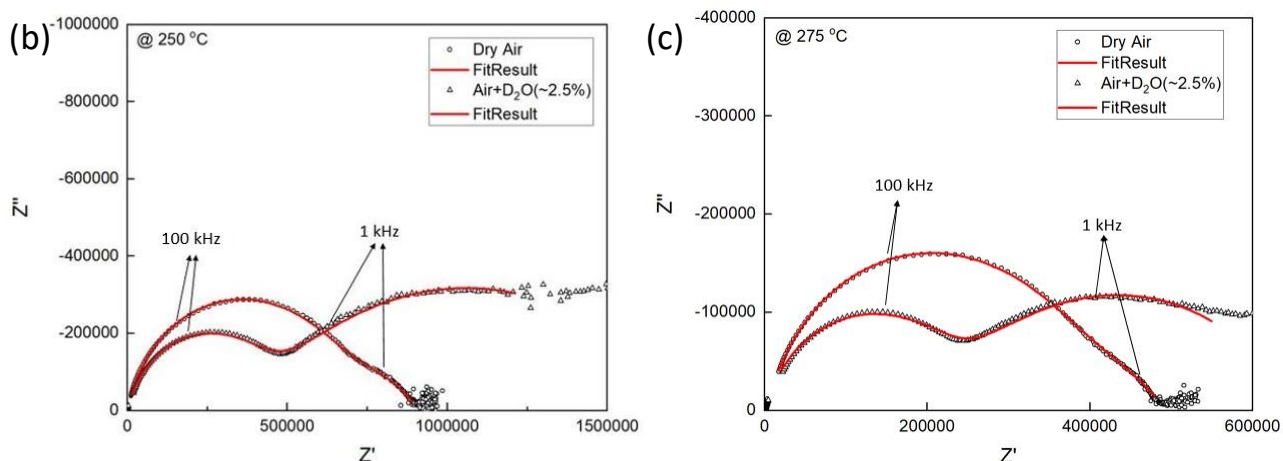 (b)
@ 250 °C
Dry Air
FitResult
Air+D₂O(~2.5%)
FitResult
100 kHz
1 kHz
-1000000
-800000
-600000
-400000
-200000
0
Z"
0 500000 1000000 1500000
Z'
(c)
@ 275 °C
Dry Air
FitResult
Air+D₂O(~2.5%)
FitResult
100 kHz
1 kHz
-400000
-300000
-200000
-100000
0
Z"
0 200000 400000 600000
Z'